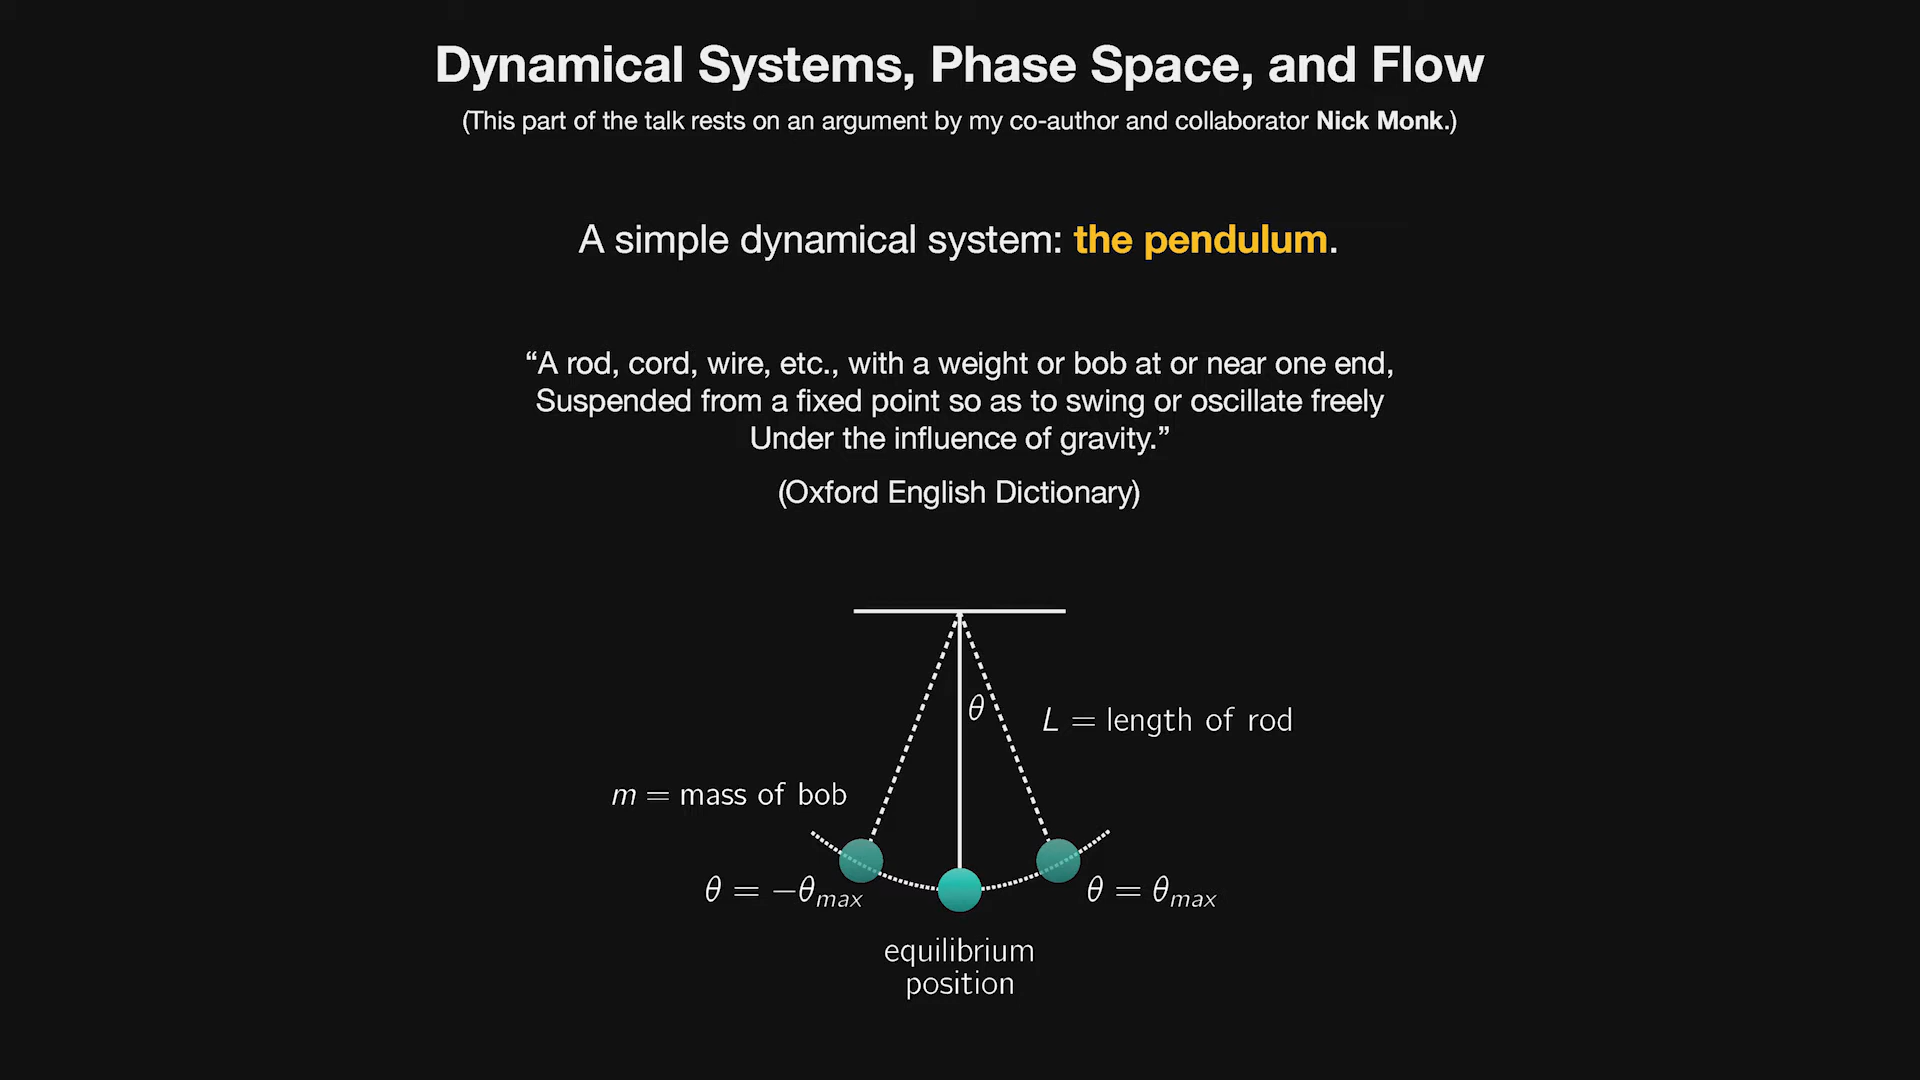 Dynamical Systems, Phase Space, and Flow
(This part of the talk rests on an argument by my co-author and collaborator Nick Monk.)
A simple dynamical system: the pendulum.
“A rod, cord, wire, etc., with a weight or bob at or near one end,
Suspended from a fixed point so as to swing or oscillate freely
Under the influence of gravity.”
(Oxford English Dictionary)
θ
L = length of rod
m = mass of bob
θ = −θmax
θ = θmax
equilibrium
position